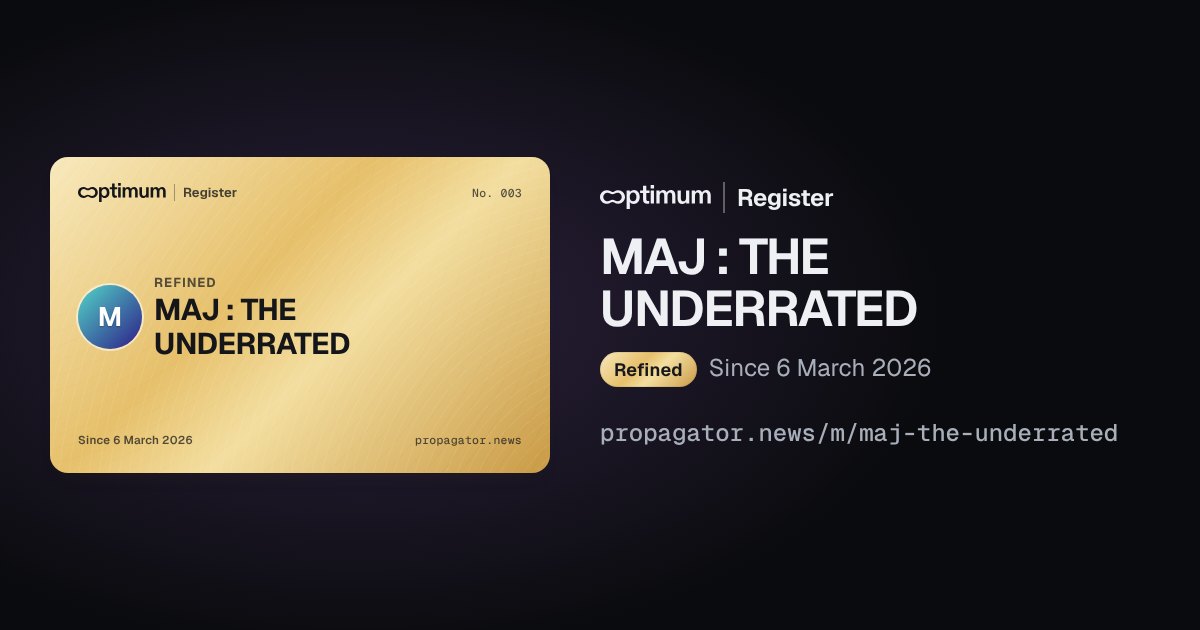 optimum | Register
No. 003
REFINED
M
MAJ : THE
UNDERRATED
Since 6 March 2026
propagator.news
optimum | Register
MAJ : THE
UNDERRATED
Refined
Since 6 March 2026
propagator.news/m/maj-the-underrated